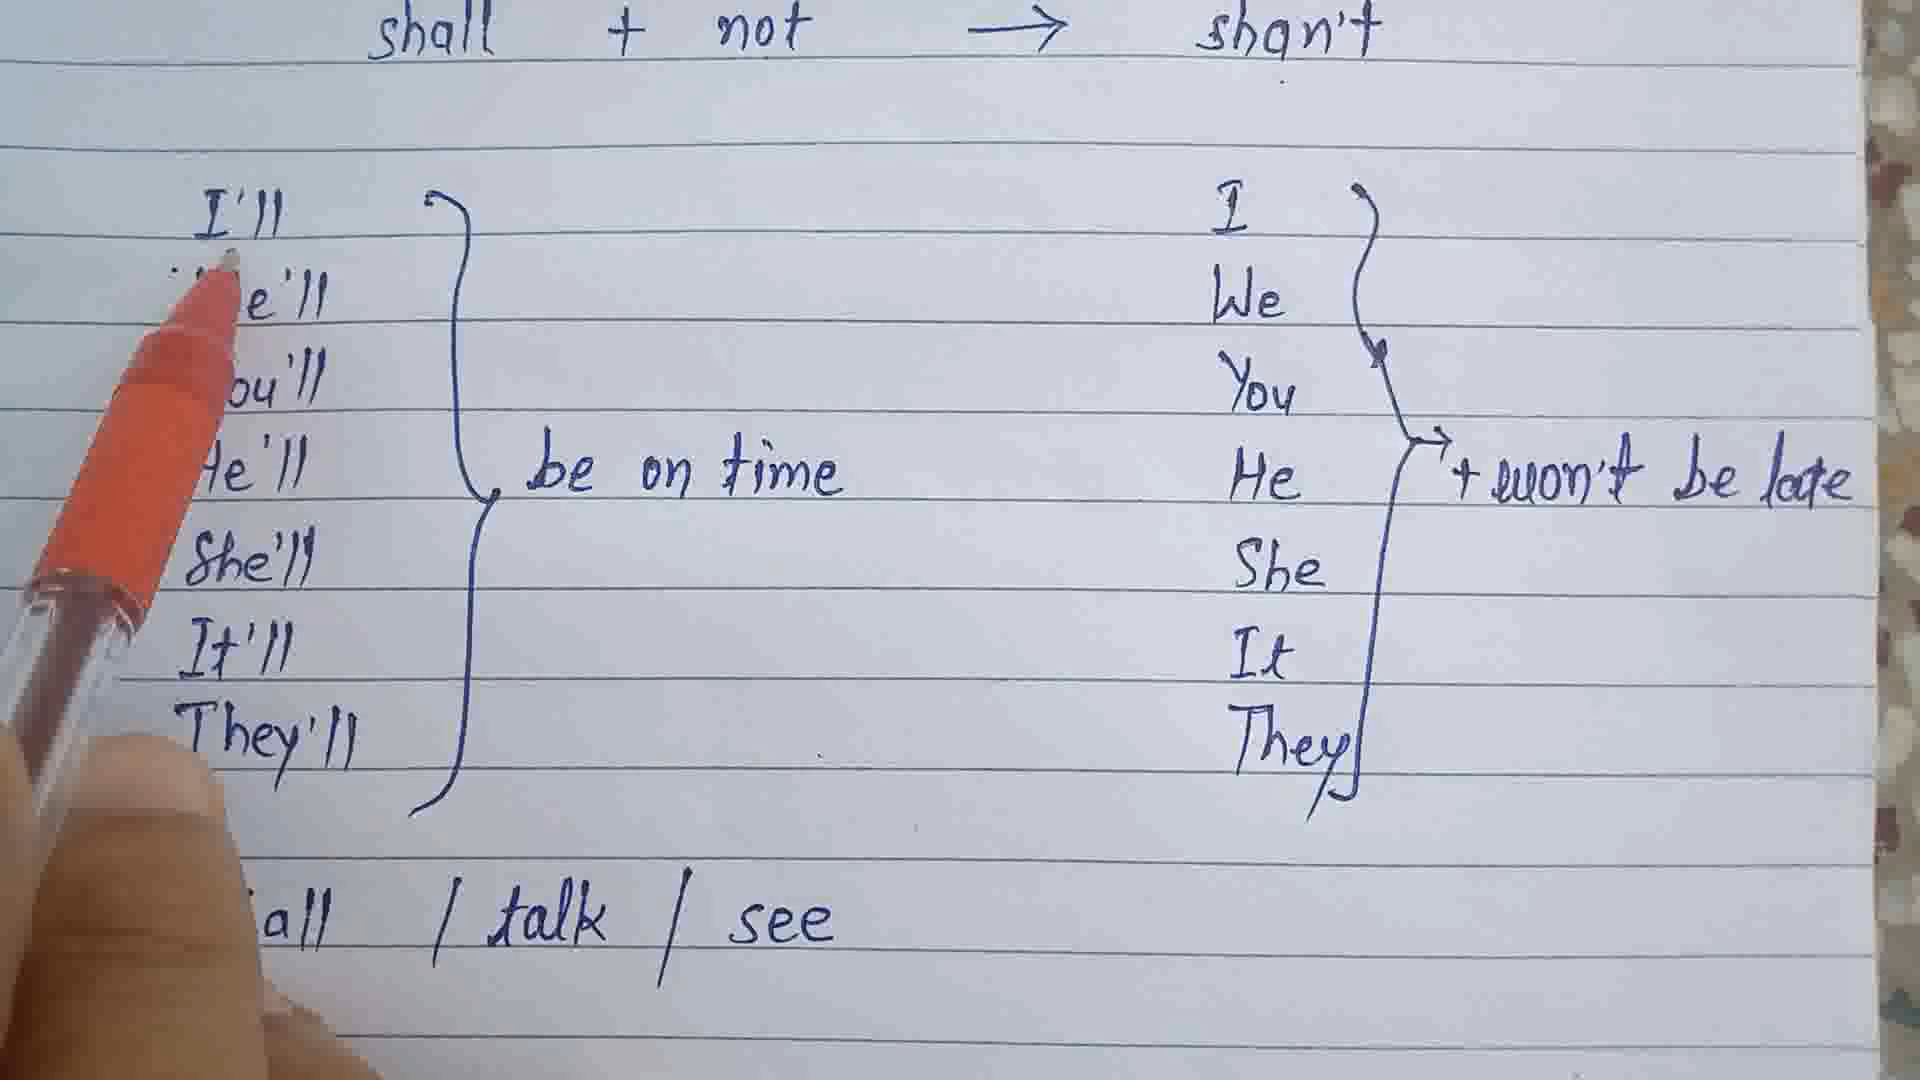 shall + not → shan't
I'll
I
e'll
We
ou'll
You
He'll
He
be on time
+ won't be late
She'll
She
It'll
It
They'll
They
all / talk / see